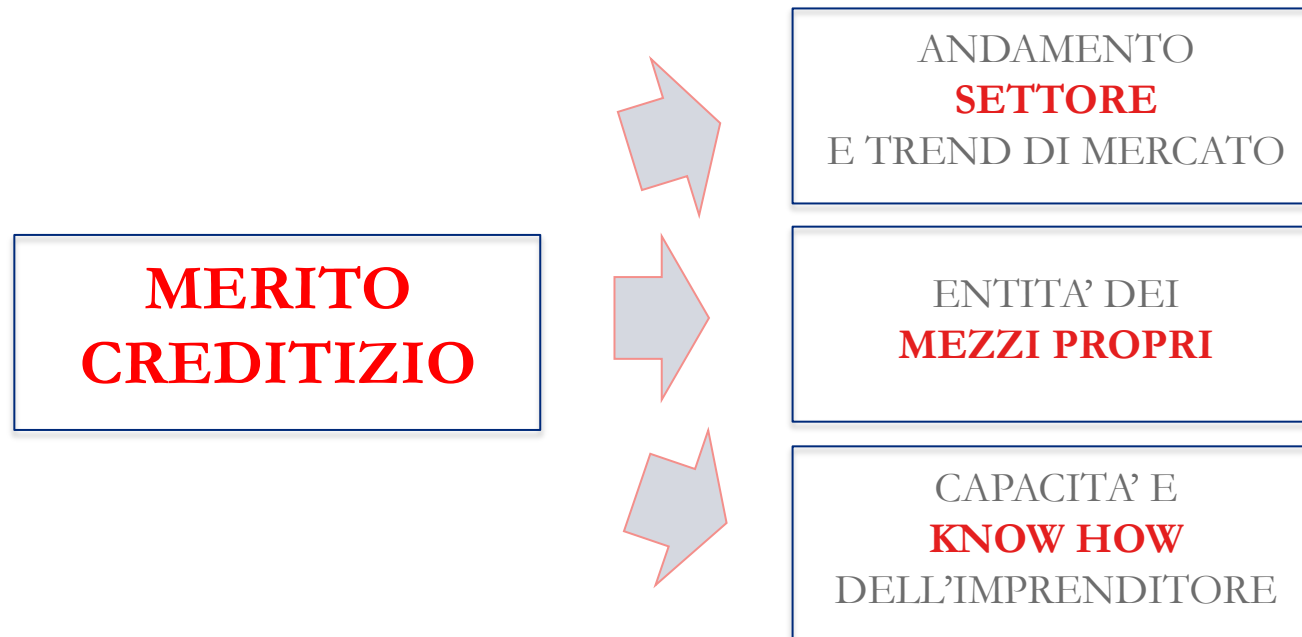 MERITO
CREDITIZIO
ANDAMENTO
SETTORE
E TREND DI MERCATO
ENTITA’ DEI
MEZZI PROPRI
CAPACITA’ E
KNOW HOW
DELL’IMPRENDITORE